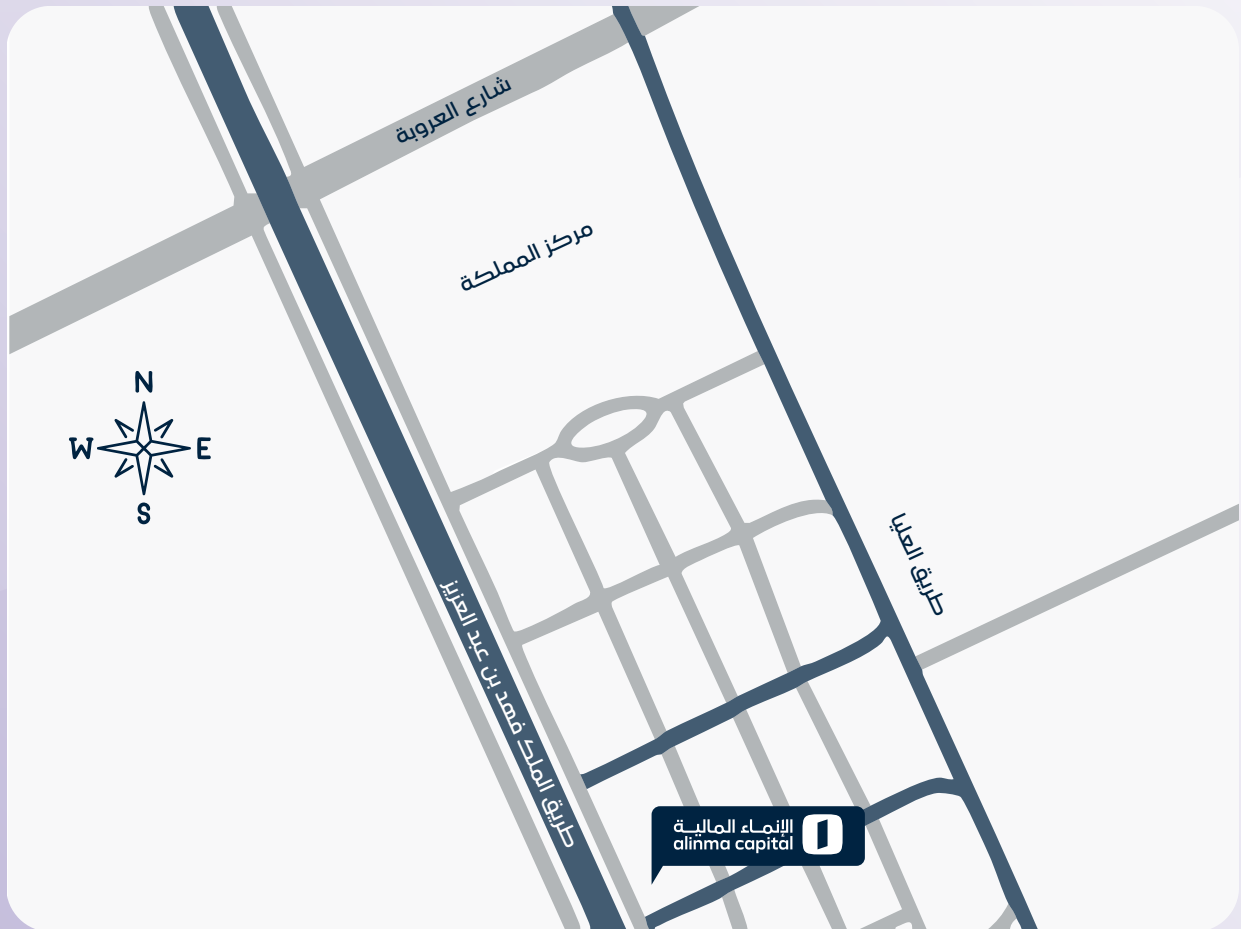 شارع العروبة
مركز المملكة
N
W
E
S
طريق العليا
طريق الملك فهد بن عبد العزيز
الإنماء المالية
alinma capital